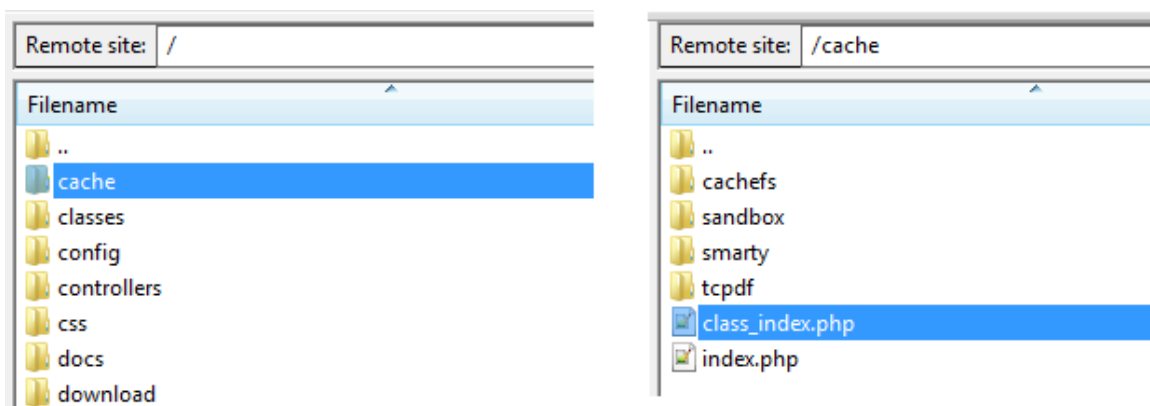 Remote site: /
Filename
..
cache
classes
config
controllers
css
docs
download
Remote site: /cache
Filename
..
cachefs
sandbox
smarty
tcpdf
class_index.php
index.php